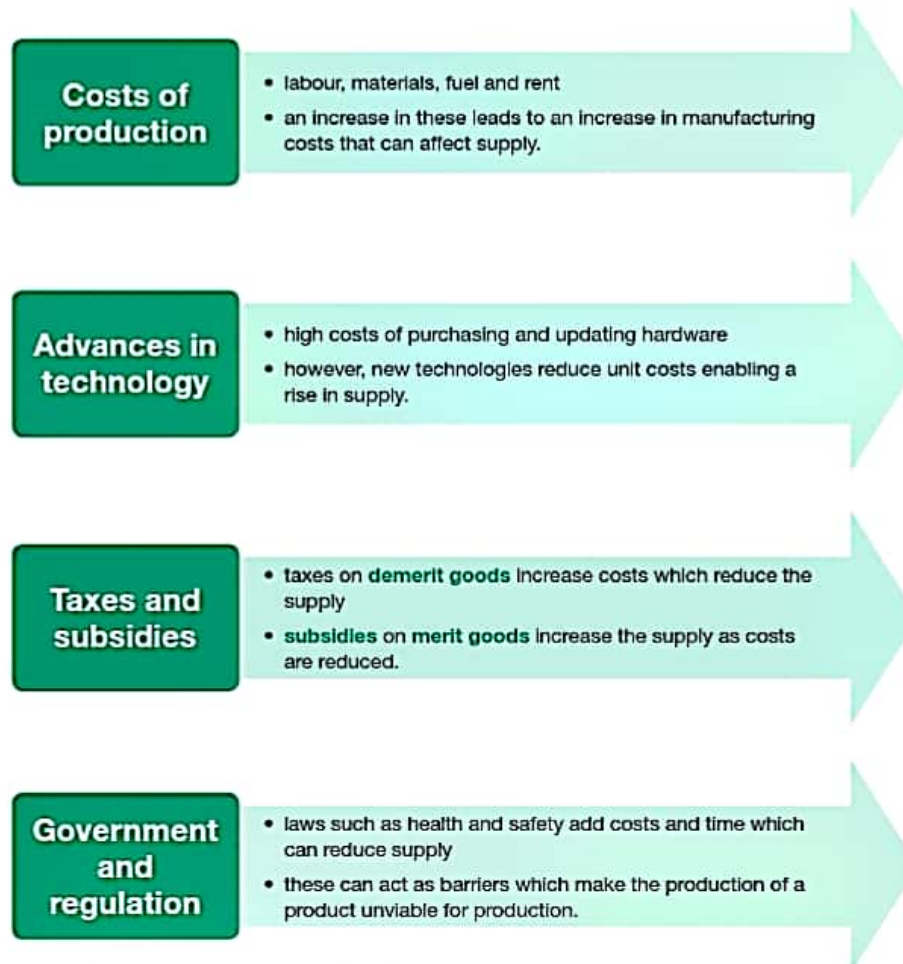 Costs of
production
• labour, materials, fuel and rent
• an increase in these leads to an increase in manufacturing
costs that can affect supply.
Advances in
technology
• high costs of purchasing and updating hardware
• however, new technologies reduce unit costs enabling a
rise in supply.
Taxes and
subsidies
• taxes on demerit goods increase costs which reduce the
supply
• subsidies on merit goods increase the supply as costs
are reduced.
Government
and
regulation
• laws such as health and safety add costs and time which
can reduce supply
• these can act as barriers which make the production of a
product unviable for production.